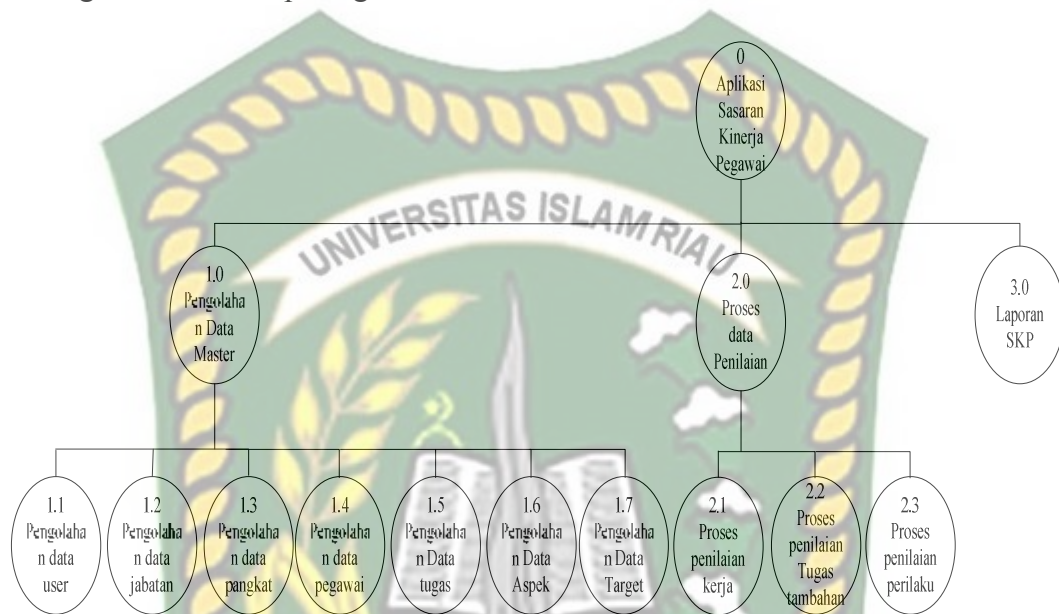 0
Aplikasi
Sasaran
Kinerja
Pegawai
UNIVERSITAS ISLAM RIAU
1.0
Pengolaha
n Data
Master
2.0
Proses
data
Penilaian
3.0
Laporan
SKP
1.1
Pengolaha
n data
user
1.2
Pengolaha
n data
jabatan
1.3
Pengolaha
n data
pangkat
1.4
Pengolaha
n data
pegawai
1.5
Pengolaha
n Data
tugas
1.6
Pengolaha
n Data
Aspek
1.7
Pengolaha
n Data
Target
2.1
Proses
penilaian
kerja
2.2
Proses
penilaian
Tugas
tambahan
2.3
Proses
penilaian
perilaku